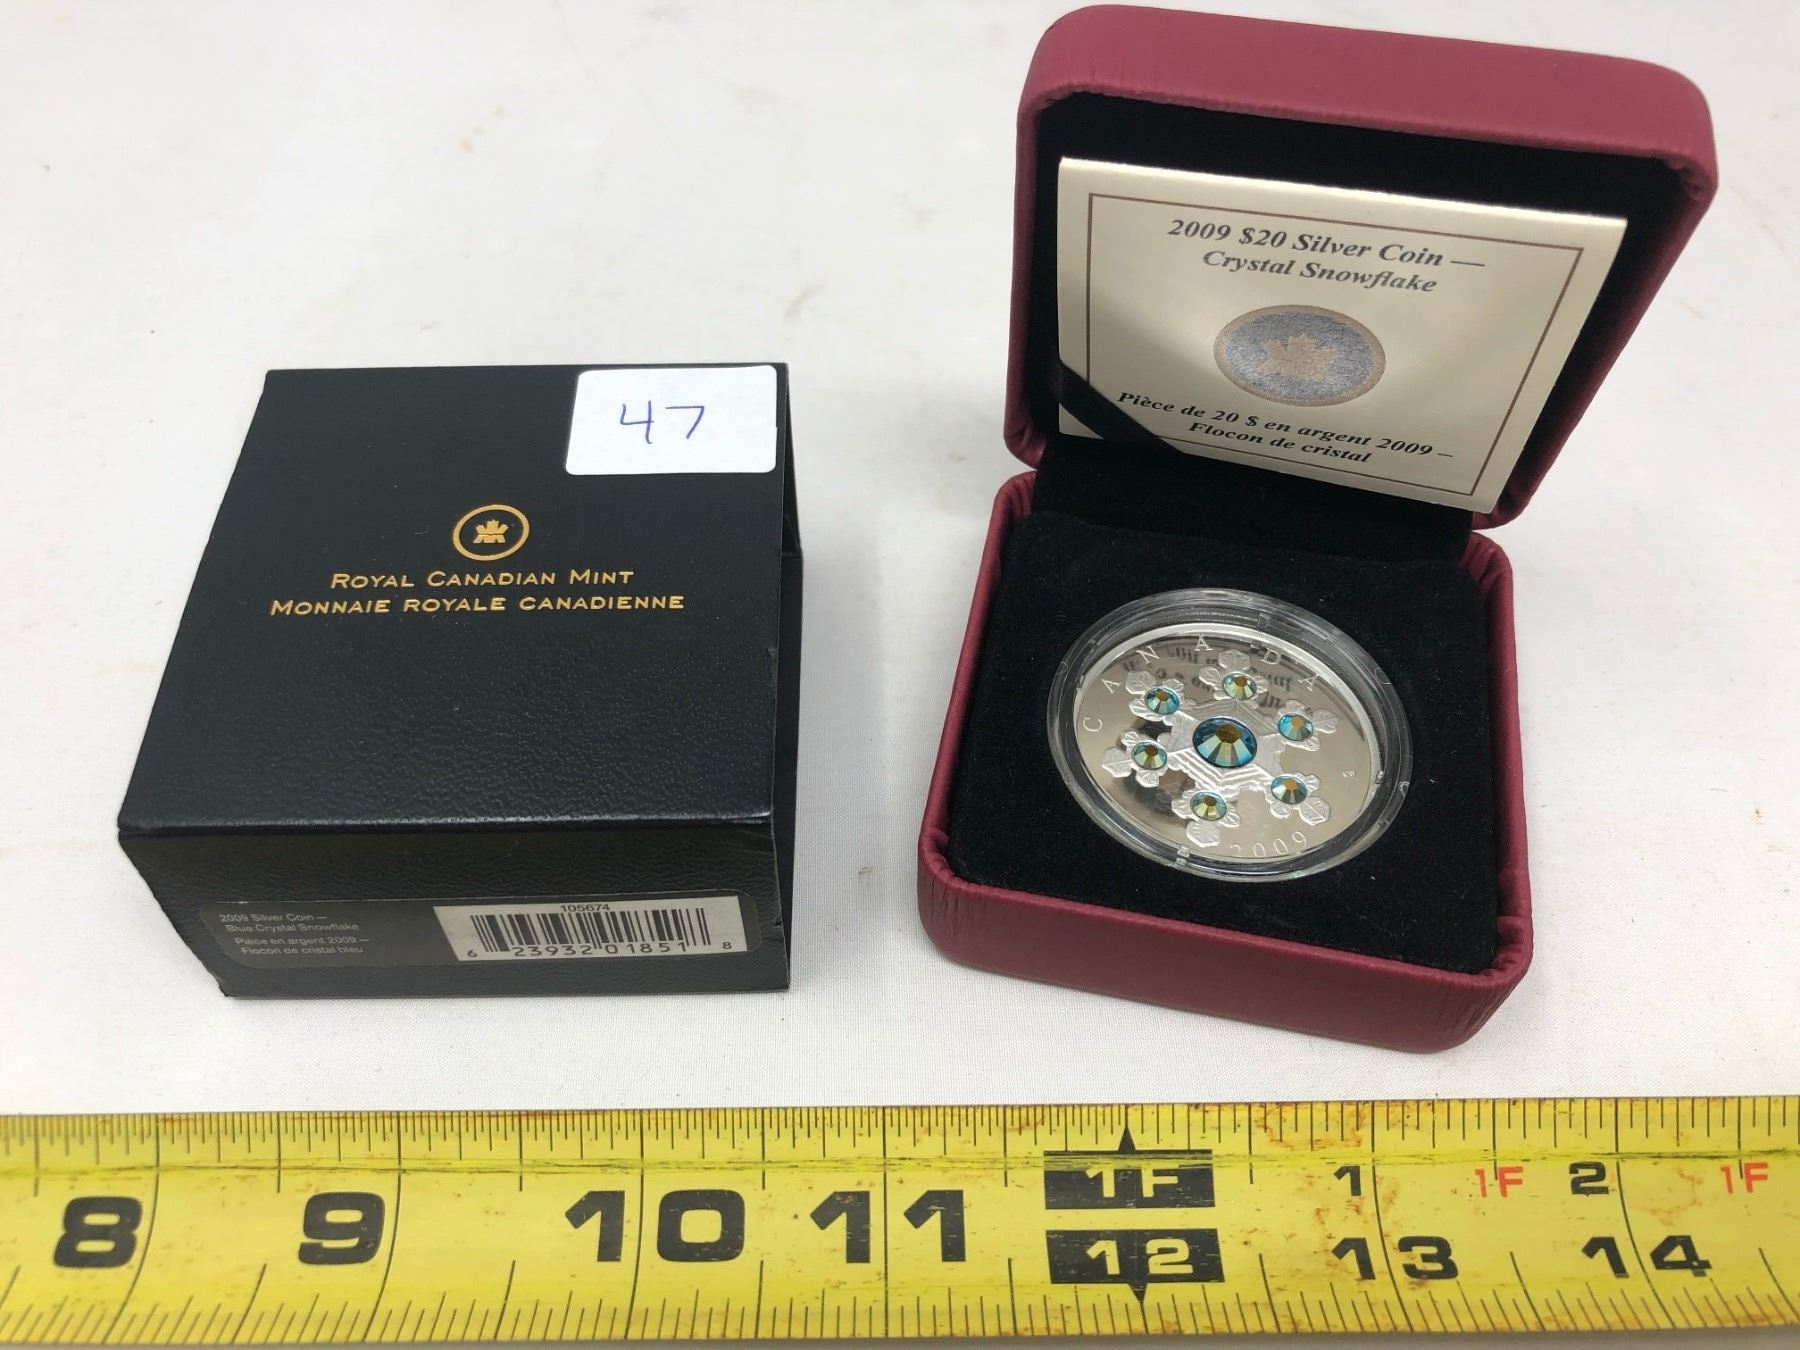 47
ROYAL CANADIAN MINT
MONNAIE ROYALE CANADIENNE
2009 Silver Coin —
Blue Crystal Snowflake
Pièce en argent 2009 —
Flocon de cristal bleu
105674
6 23932 01851 8
2009 $20 Silver Coin —
Crystal Snowflake
Pièce de 20 $ en argent 2009 –
Flocon de cristal
CANADA
KW
2009
1F 1 1F 2 1F
8 9 10 11 12 13 14